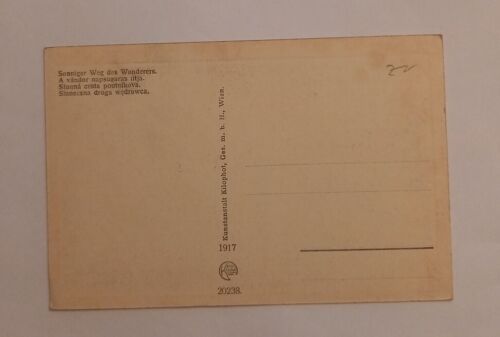 Sonniger Weg des Wanderers.
A vándor napsugaras útja.
Slunná cesta poutníkova.
Słoneczna droga wędrowca.
Kunstanstalt Kilophot, Ges. m. b. H., Wien.
1917
20238.